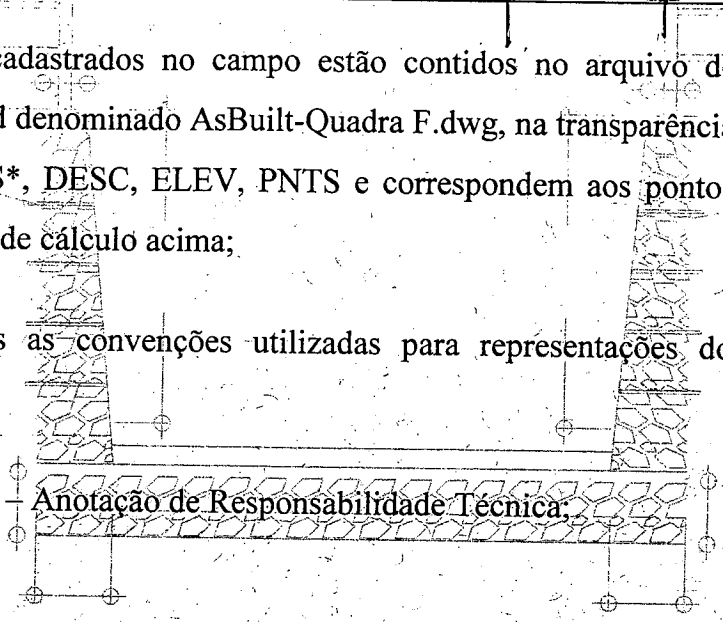 cadastrados no campo estão contidos no arquivo d
denominado AsBuilt-Quadra F.dwg, na transparência
S*, DESC, ELEV, PNTS e correspondem aos ponto
de cálculo acima;
s as convenções utilizadas para representações do
– Anotação de Responsabilidade Técnica;